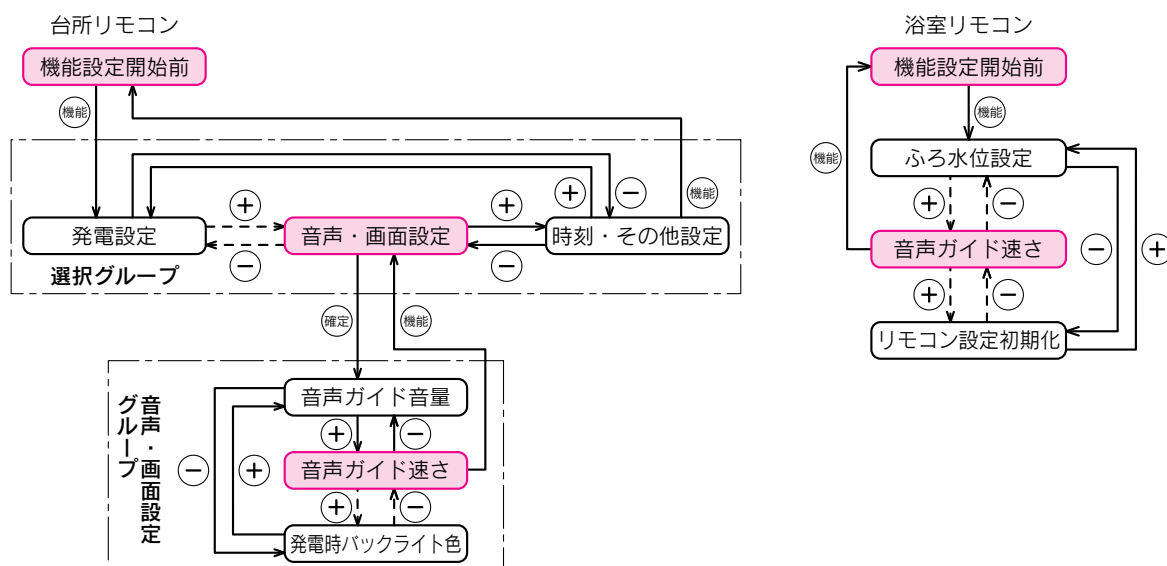 台所リモコン
機能設定開始前
機能
発電設定
+
−
音声・画面設定
+
−
時刻・その他設定
+
−
機能
選択グループ
確定
機能
音声・画面設定
グループ
音声ガイド音量
+
−
音声ガイド速さ
+
−
発電時バックライト色
−
+
浴室リモコン
機能設定開始前
機能
機能
ふろ水位設定
+
−
音声ガイド速さ
+
−
リモコン設定初期化
−
+